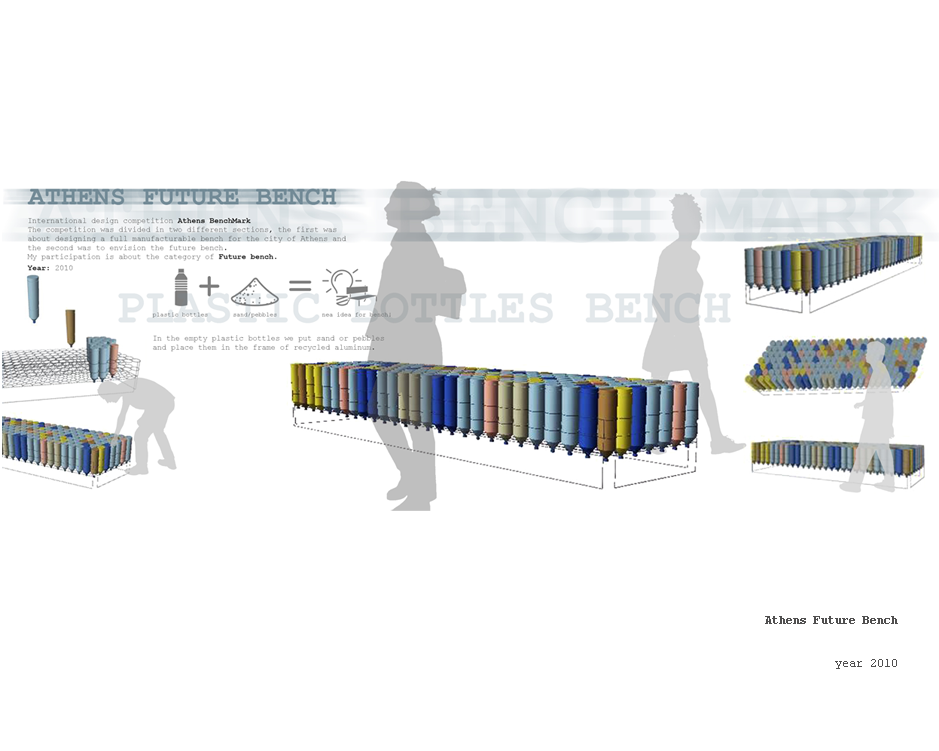 ATHENS FUTURE BENCH
BENCH MARK
International design competition Athens BenchMark
The competition was divided in two different sections, the first was
about designing a full manufacturable bench for the city of Athens and
the second was to envision the future bench.
My participation is about the category of Future bench.
Year: 2010
PLASTIC BOTTLES BENCH
plastic bottles
sand/pebbles
In the empty plastic bottles we put sand or pebbles
and place them in the frame of recycled aluminum.
Athens Future Bench
year 2010